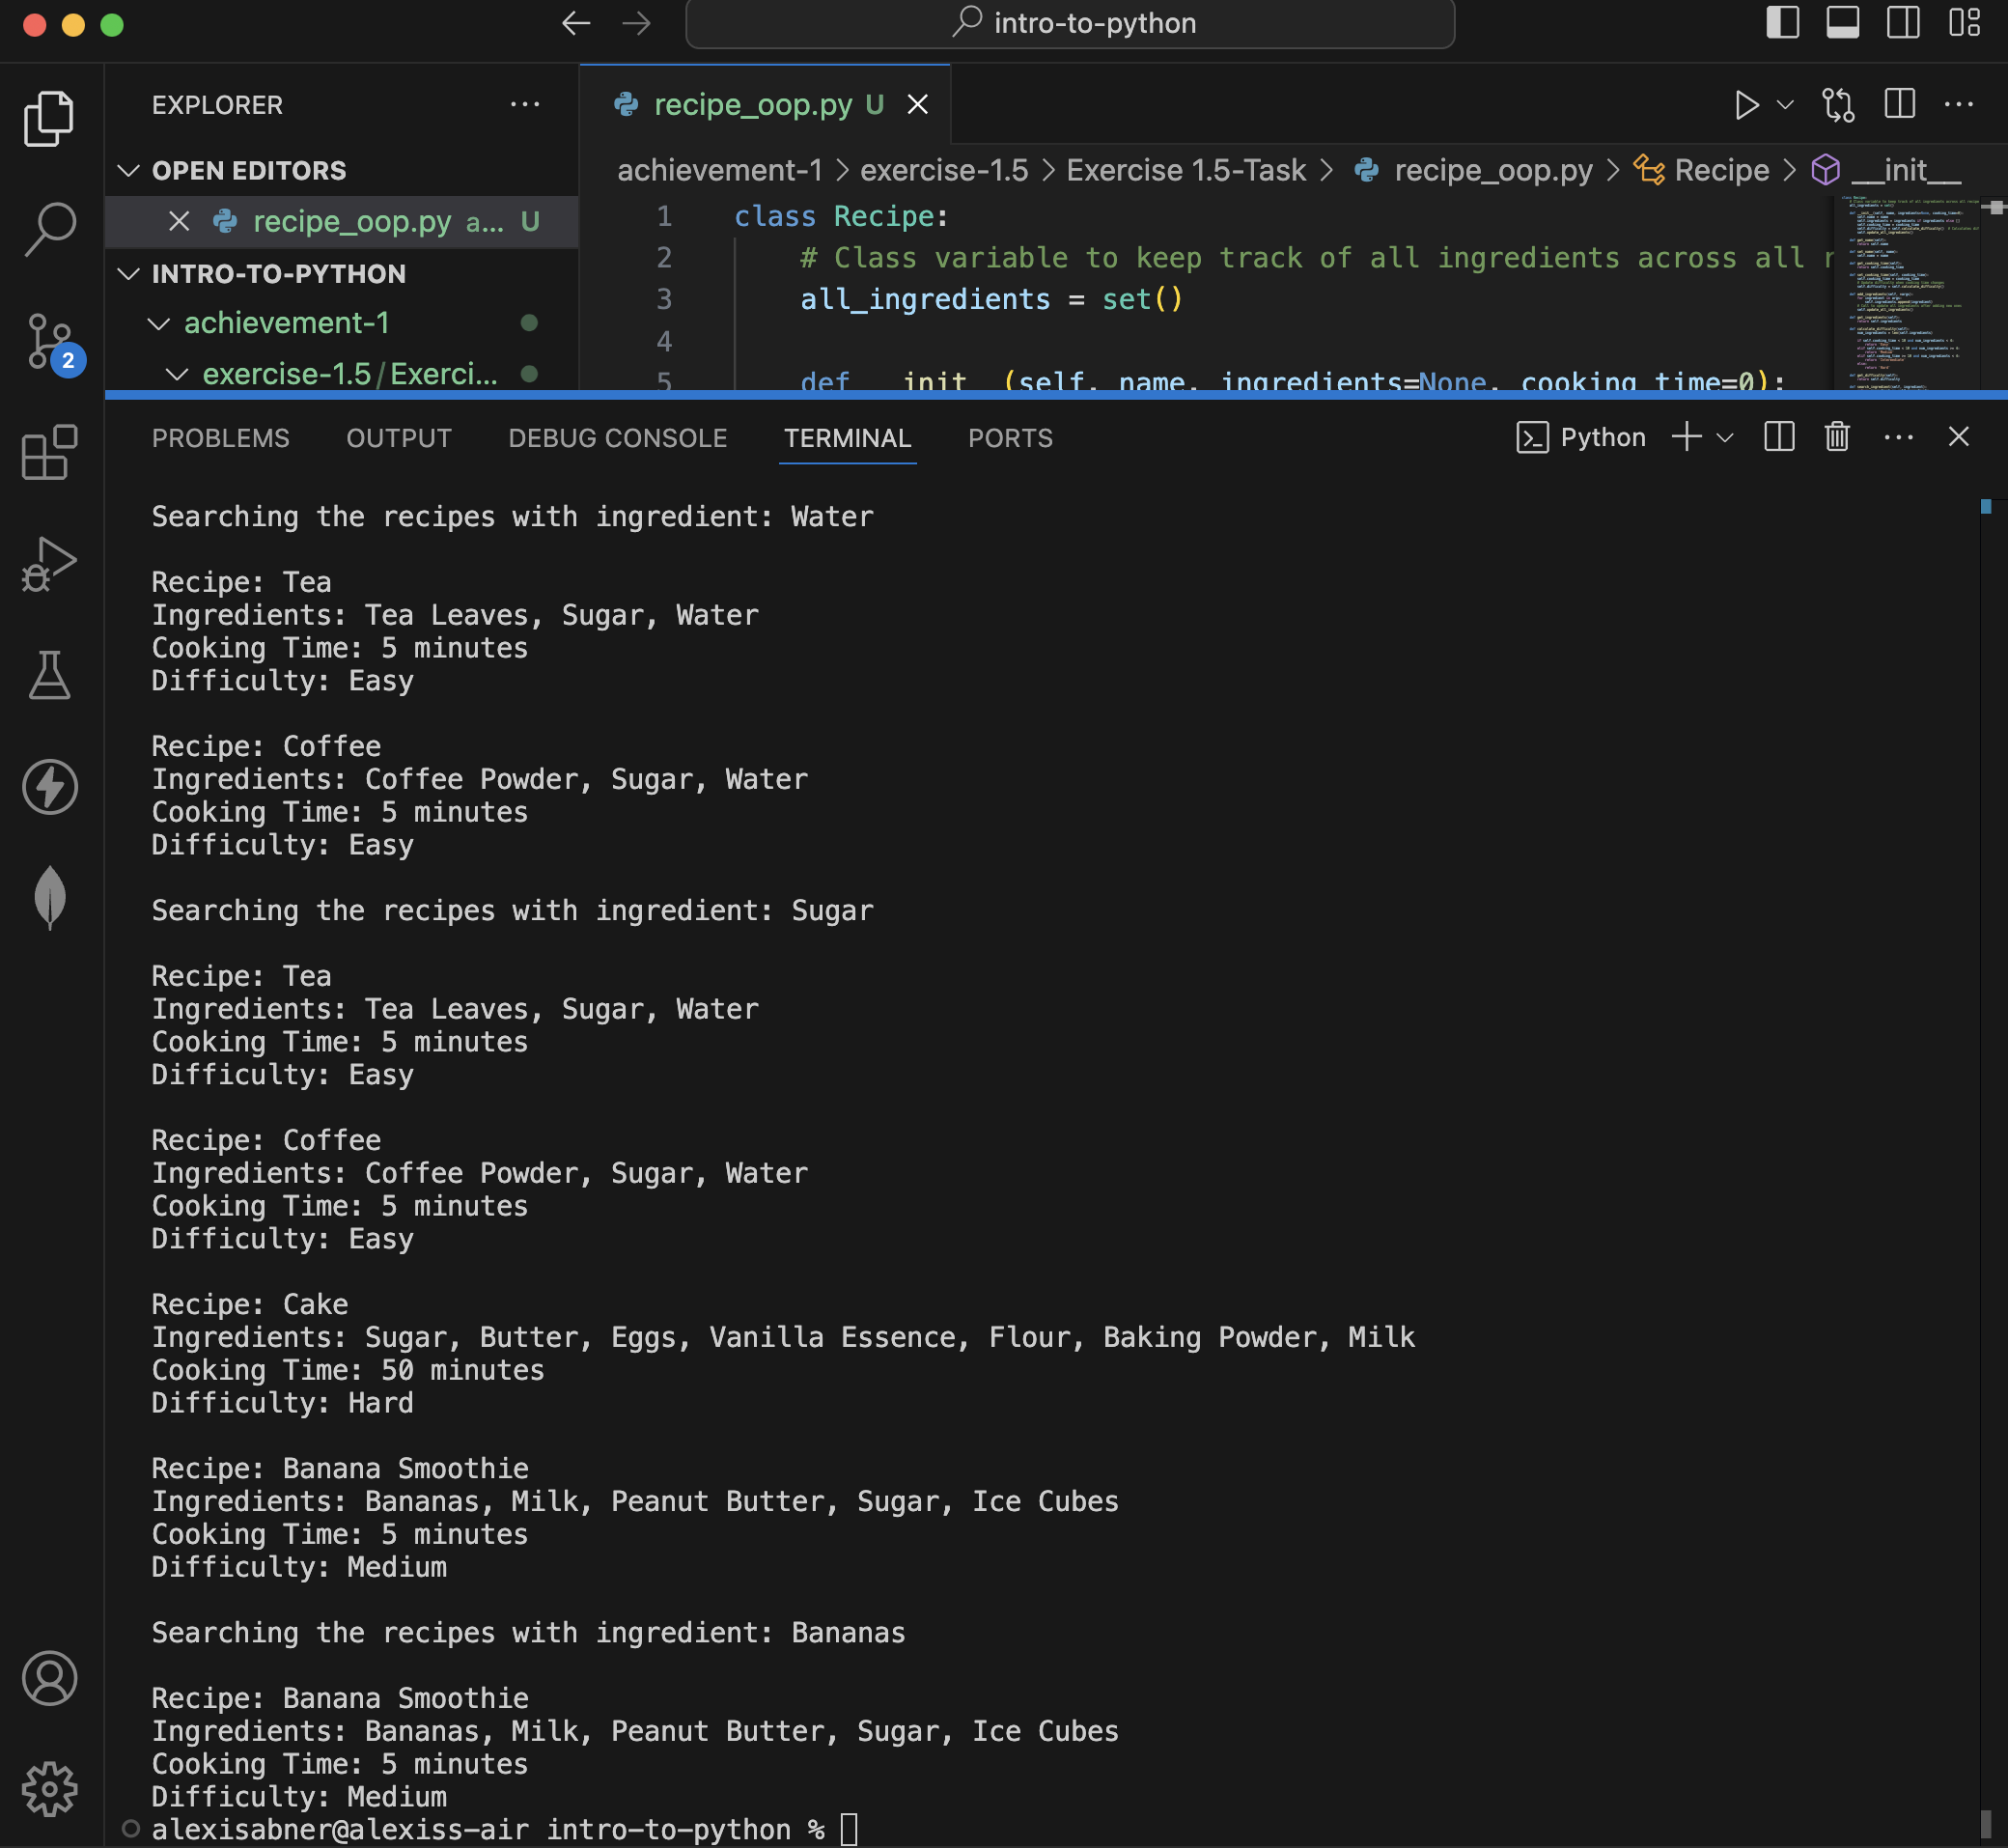 intro-to-python
EXPLORER
recipe_oop.py U
OPEN EDITORS
achievement-1 > exercise-1.5 > Exercise 1.5-Task > recipe_oop.py > Recipe > __init__
recipe_oop.py a... U
1 class Recipe:
2 # Class variable to keep track of all ingredients across all r
INTRO-TO-PYTHON
3 all_ingredients = set()
achievement-1
4
2
exercise-1.5/Exerci...
5 def __init__(self, name, ingredients=None, cooking_time=0):
PROBLEMS OUTPUT DEBUG CONSOLE TERMINAL PORTS Python
Searching the recipes with ingredient: Water
Recipe: Tea
Ingredients: Tea Leaves, Sugar, Water
Cooking Time: 5 minutes
Difficulty: Easy
Recipe: Coffee
Ingredients: Coffee Powder, Sugar, Water
Cooking Time: 5 minutes
Difficulty: Easy
Searching the recipes with ingredient: Sugar
Recipe: Tea
Ingredients: Tea Leaves, Sugar, Water
Cooking Time: 5 minutes
Difficulty: Easy
Recipe: Coffee
Ingredients: Coffee Powder, Sugar, Water
Cooking Time: 5 minutes
Difficulty: Easy
Recipe: Cake
Ingredients: Sugar, Butter, Eggs, Vanilla Essence, Flour, Baking Powder, Milk
Cooking Time: 50 minutes
Difficulty: Hard
Recipe: Banana Smoothie
Ingredients: Bananas, Milk, Peanut Butter, Sugar, Ice Cubes
Cooking Time: 5 minutes
Difficulty: Medium
Searching the recipes with ingredient: Bananas
Recipe: Banana Smoothie
Ingredients: Bananas, Milk, Peanut Butter, Sugar, Ice Cubes
Cooking Time: 5 minutes
Difficulty: Medium
alexisabner@alexiss-air intro-to-python %